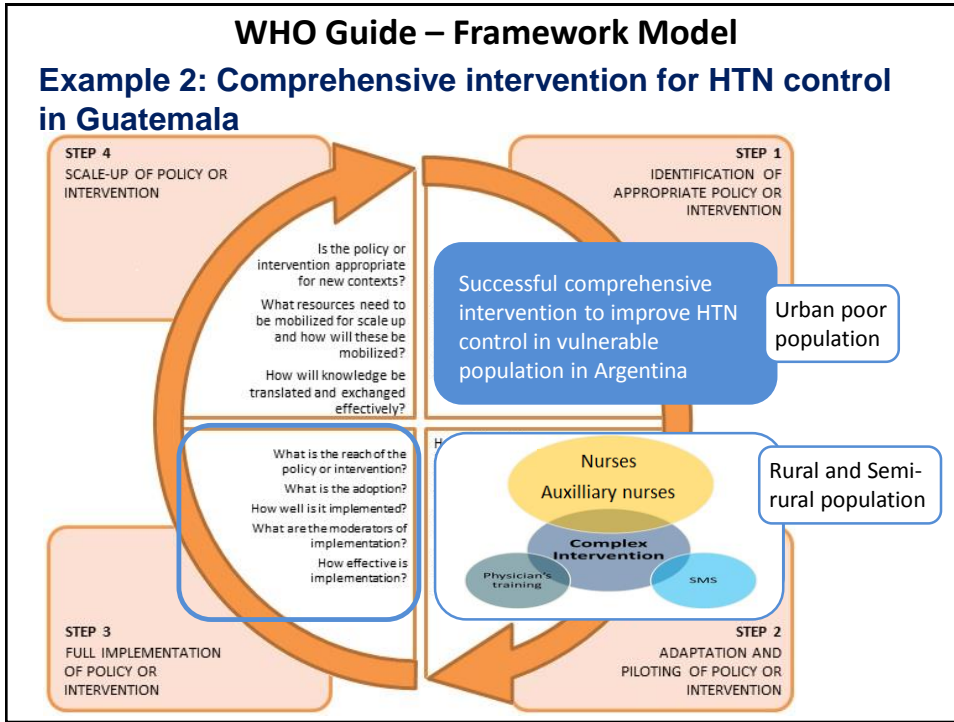 WHO Guide – Framework Model
Example 2: Comprehensive intervention for HTN control
in Guatemala
STEP 4
SCALE-UP OF POLICY OR
INTERVENTION
STEP 1
IDENTIFICATION OF
APPROPRIATE POLICY OR
INTERVENTION
Is the policy or
intervention appropriate
for new contexts?
What resources need to
be mobilized for scale up
and how will these be
mobilized?
How will knowledge be
translated and exchanged
effectively?
Successful comprehensive
intervention to improve HTN
control in vulnerable
population in Argentina
Urban poor
population
What is the reach of the
policy or intervention?
What is the adoption?
How well is it implemented?
What are the moderators of
implementation?
How effective is
implementation?
Nurses
Auxilliary nurses
Complex
Intervention
Physician's
training
SMS
Rural and Semi-
rural population
STEP 3
FULL IMPLEMENTATION
OF POLICY OR
INTERVENTION
STEP 2
ADAPTATION AND
PILOTING OF POLICY OR
INTERVENTION